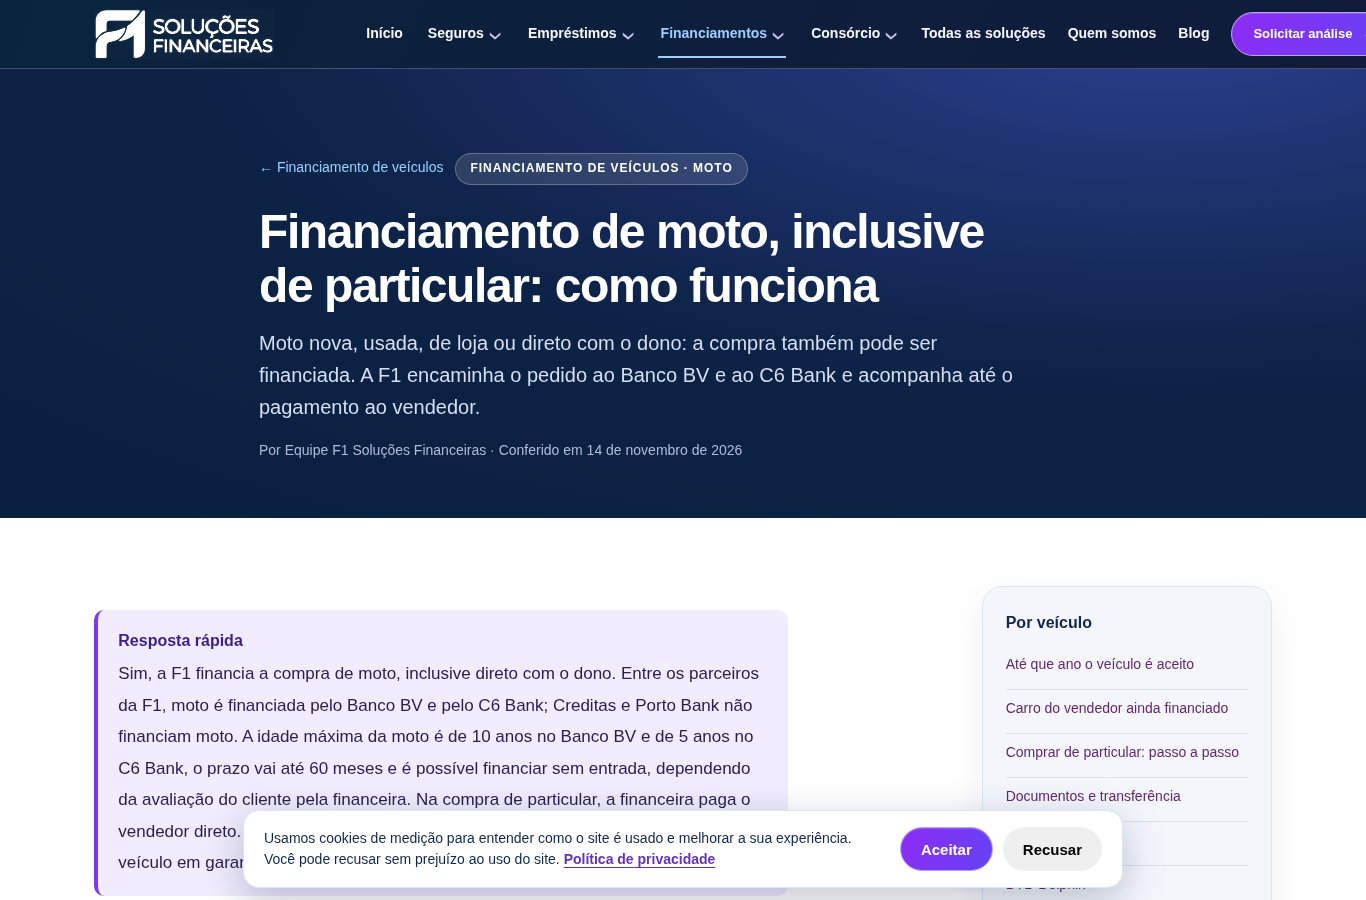 SOLUÇÕES
FINANCEIRAS
Início
Seguros
Empréstimos
Financiamentos
Consórcio
Todas as soluções
Quem somos
Blog
Solicitar análise
← Financiamento de veículos
FINANCIAMENTO DE VEÍCULOS · MOTO
Financiamento de moto, inclusive
de particular: como funciona
Moto nova, usada, de loja ou direto com o dono: a compra também pode ser
financiada. A F1 encaminha o pedido ao Banco BV e ao C6 Bank e acompanha até o
pagamento ao vendedor.
Por Equipe F1 Soluções Financeiras · Conferido em 14 de novembro de 2026
Resposta rápida
Sim, a F1 financia a compra de moto, inclusive direto com o dono. Entre os parceiros
da F1, moto é financiada pelo Banco BV e pelo C6 Bank; Creditas e Porto Bank não
financiam moto. A idade máxima da moto é de 10 anos no Banco BV e de 5 anos no
C6 Bank, o prazo vai até 60 meses e é possível financiar sem entrada, dependendo
da avaliação do cliente pela financeira. Na compra de particular, a financeira paga o
vendedor direto.
veículo em
Por veículo
Até que ano o veículo é aceito
Carro do vendedor ainda financiado
Comprar de particular: passo a passo
Documentos e transferência
Usamos cookies de medição para entender como o site é usado e melhorar a sua experiência.
Você pode recusar sem prejuízo ao uso do site. Política de privacidade
Aceitar
Recusar